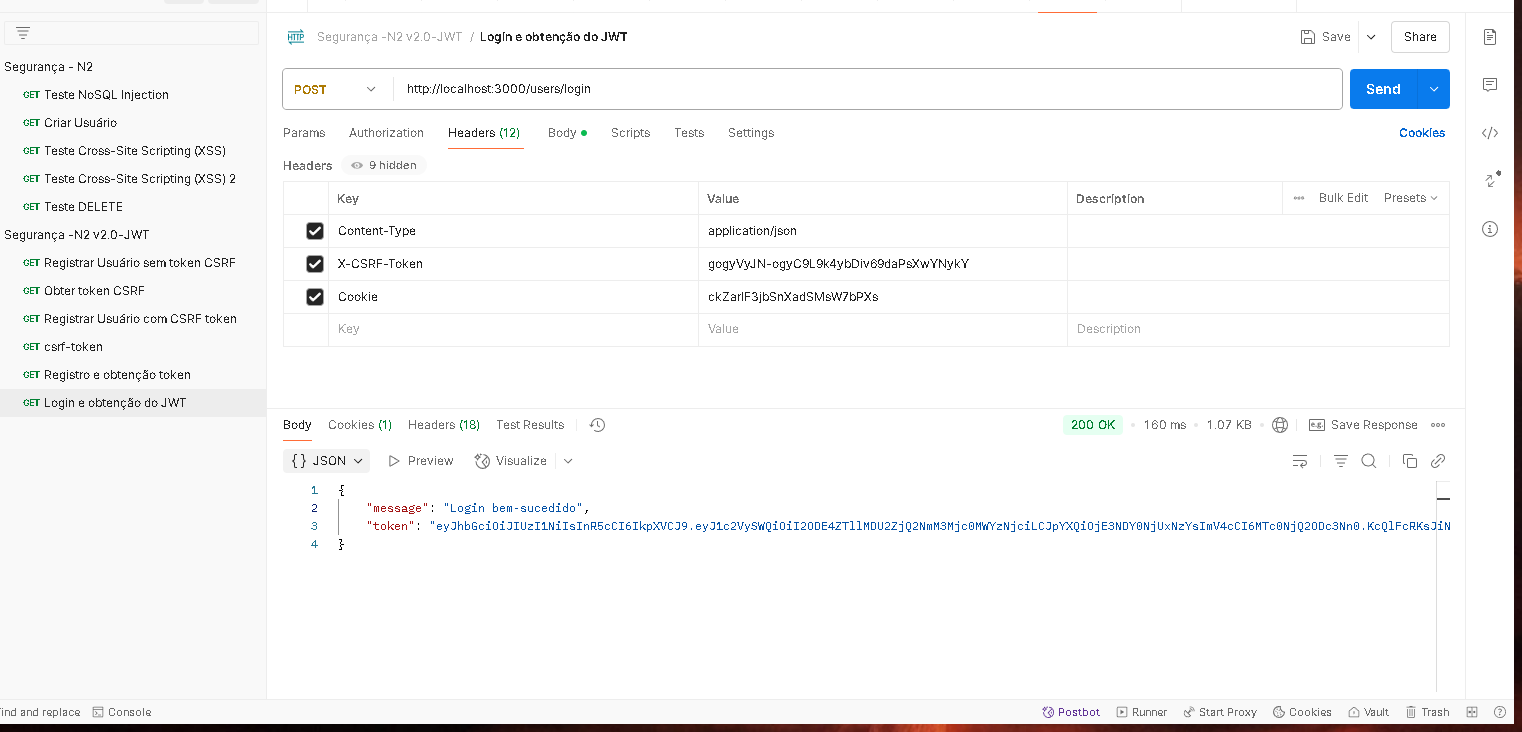 Segurança -N2 v2.0-JWT / Login e obtenção do JWT
Save
Share
Segurança - N2
GET Teste NoSQL Injection
GET Criar Usuário
GET Teste Cross-Site Scripting (XSS)
GET Teste Cross-Site Scripting (XSS) 2
GET Teste DELETE
Segurança -N2 v2.0-JWT
GET Registrar Usuário sem token CSRF
GET Obter token CSRF
GET Registrar Usuário com CSRF token
GET csrf-token
GET Registro e obtenção token
GET Login e obtenção do JWT
HTTP
POST http://localhost:3000/users/login Send
Params Authorization Headers (12) Body Scripts Tests Settings Cookies
Headers 9 hidden
Key Value Description Bulk Edit Presets
Content-Type application/json
X-CSRF-Token gogyVyJN-ogyC9L9k4ybDiv69daPsXwYNykY
Cookie ckZarIF3jbSnXadSMsW7bPXs
Key Value Description
Body Cookies (1) Headers (18) Test Results 200 OK 160 ms 1.07 KB Save Response
{} JSON Preview Visualize
1 {
2 "message": "Login bem-sucedido",
3 "token": "eyJhbGciOiJIUzI1NiIsInR5cCI6IkpXVCJ9.eyJ1c2VySWQiOiI2ODE4ZTllMDU2ZjQ2NmM3Mjc0MWYzNjciLCJpYXQiOjE3NDY0NjUxNzYsImV4cCI6MTc0NjQ2ODc3Nn0.KcQlFcRKsJiN
4 }
ind and replace Console Postbot Runner Start Proxy Cookies Vault Trash